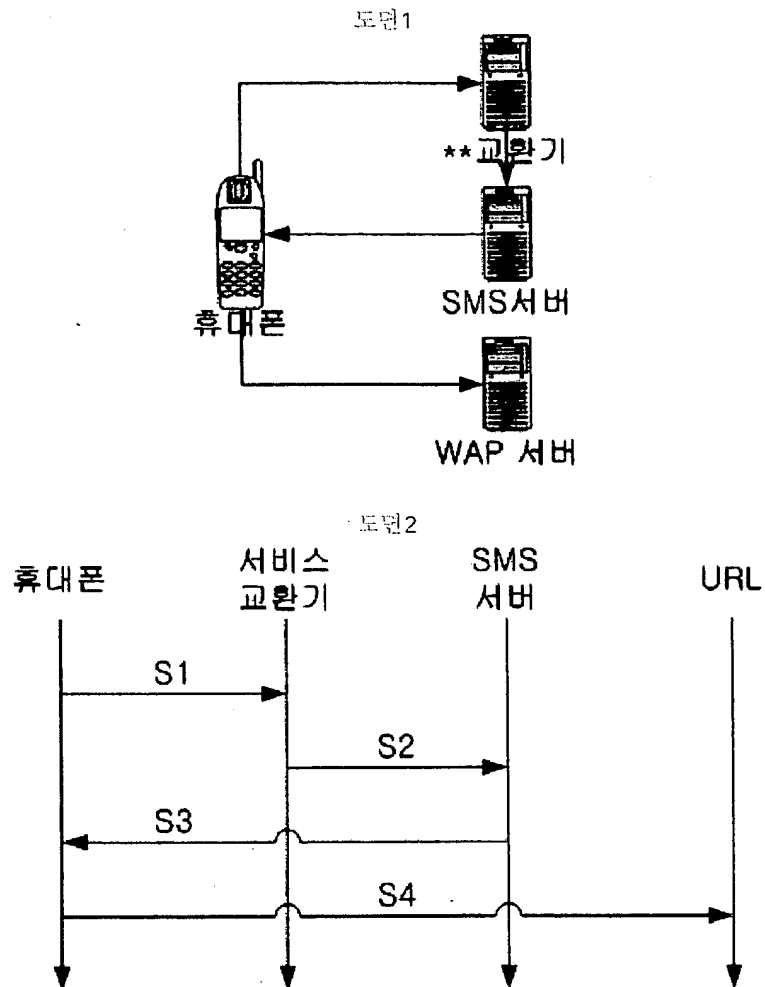 도면1
**교환기
휴대폰
SMS서버
WAP 서버
도면2
휴대폰
서비스
교환기
SMS
서버
URL
S1
S2
S3
S4